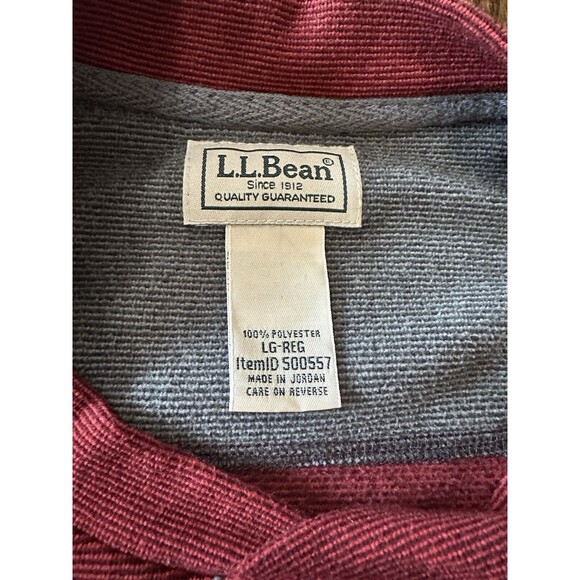 L.L.Bean®
Since 1912
QUALITY GUARANTEED
100% POLYESTER
LG-REG
ItemID 500557
MADE IN JORDAN
CARE ON REVERSE